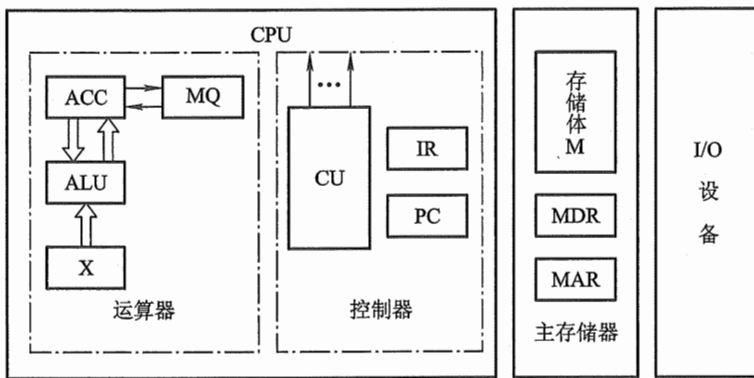 CPU
ACC
MQ
ALU
X
运算器
•••
CU
IR
PC
控制器
存
储
体
M
MDR
MAR
主存储器
I/O
设
备